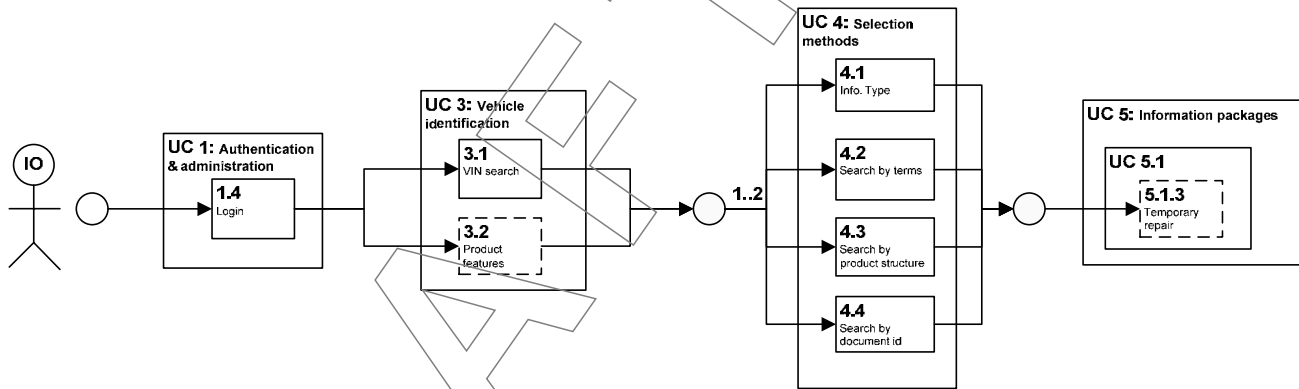 IO
UC 1: Authentication
& administration
1.4
Login
UC 3: Vehicle
identification
3.1
VIN search
3.2
Product
features
1..2
UC 4: Selection
methods
4.1
Info. Type
4.2
Search by terms
4.3
Search by
product structure
4.4
Search by
document id
UC 5: Information packages
UC 5.1
5.1.3
Temporary
repair